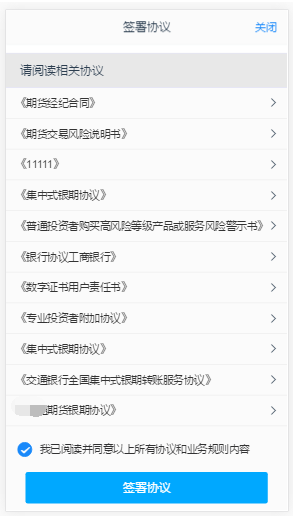 签署协议
关闭
请阅读相关协议
《期货经纪合同》
《期货交易风险说明书》
《11111》
《集中式银期协议》
《普通投资者购买高风险等级产品或服务风险警示书》
《银行协议工商银行》
《数字证书用户责任书》
《专业投资者附加协议》
《集中式银期协议》
《交通银行全国集中式银期转账服务协议》
期货银期协议》
我已阅读并同意以上所有协议和业务规则内容
签署协议